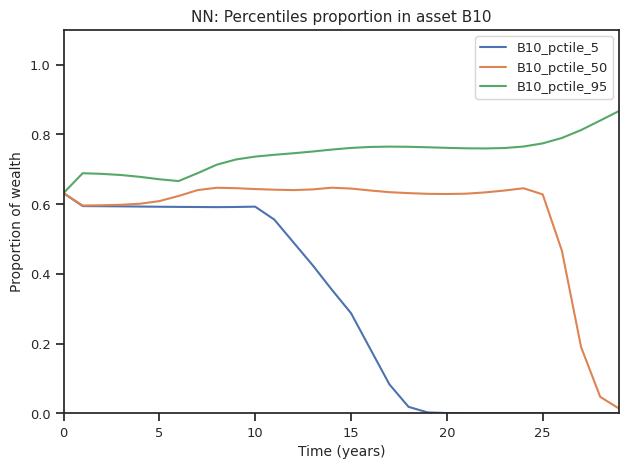 NN: Percentiles proportion in asset B10
B10_pctile_5
B10_pctile_50
B10_pctile_95
Proportion of wealth
1.0
0.8
0.6
0.4
0.2
0.0
0 5 10 15 20 25
Time (years)